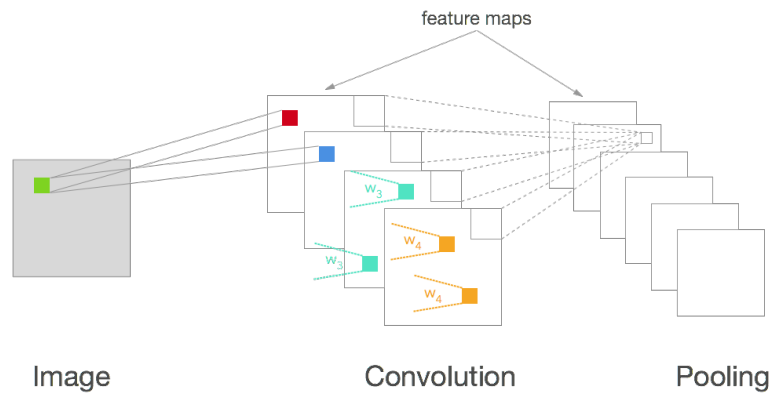 feature maps
w₃
w₄
w₃
w₄
Image
Convolution
Pooling